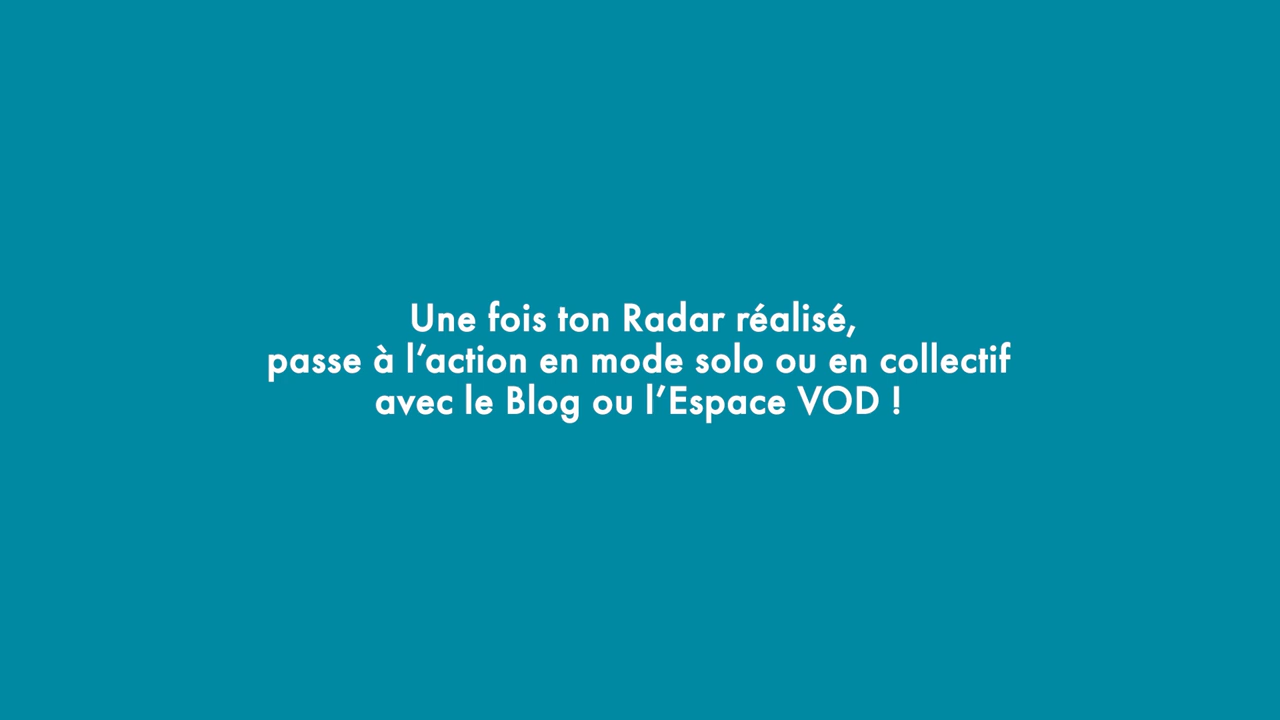 Une fois ton Radar réalisé,
passe à l’action en mode solo ou en collectif
avec le Blog ou l’Espace VOD !